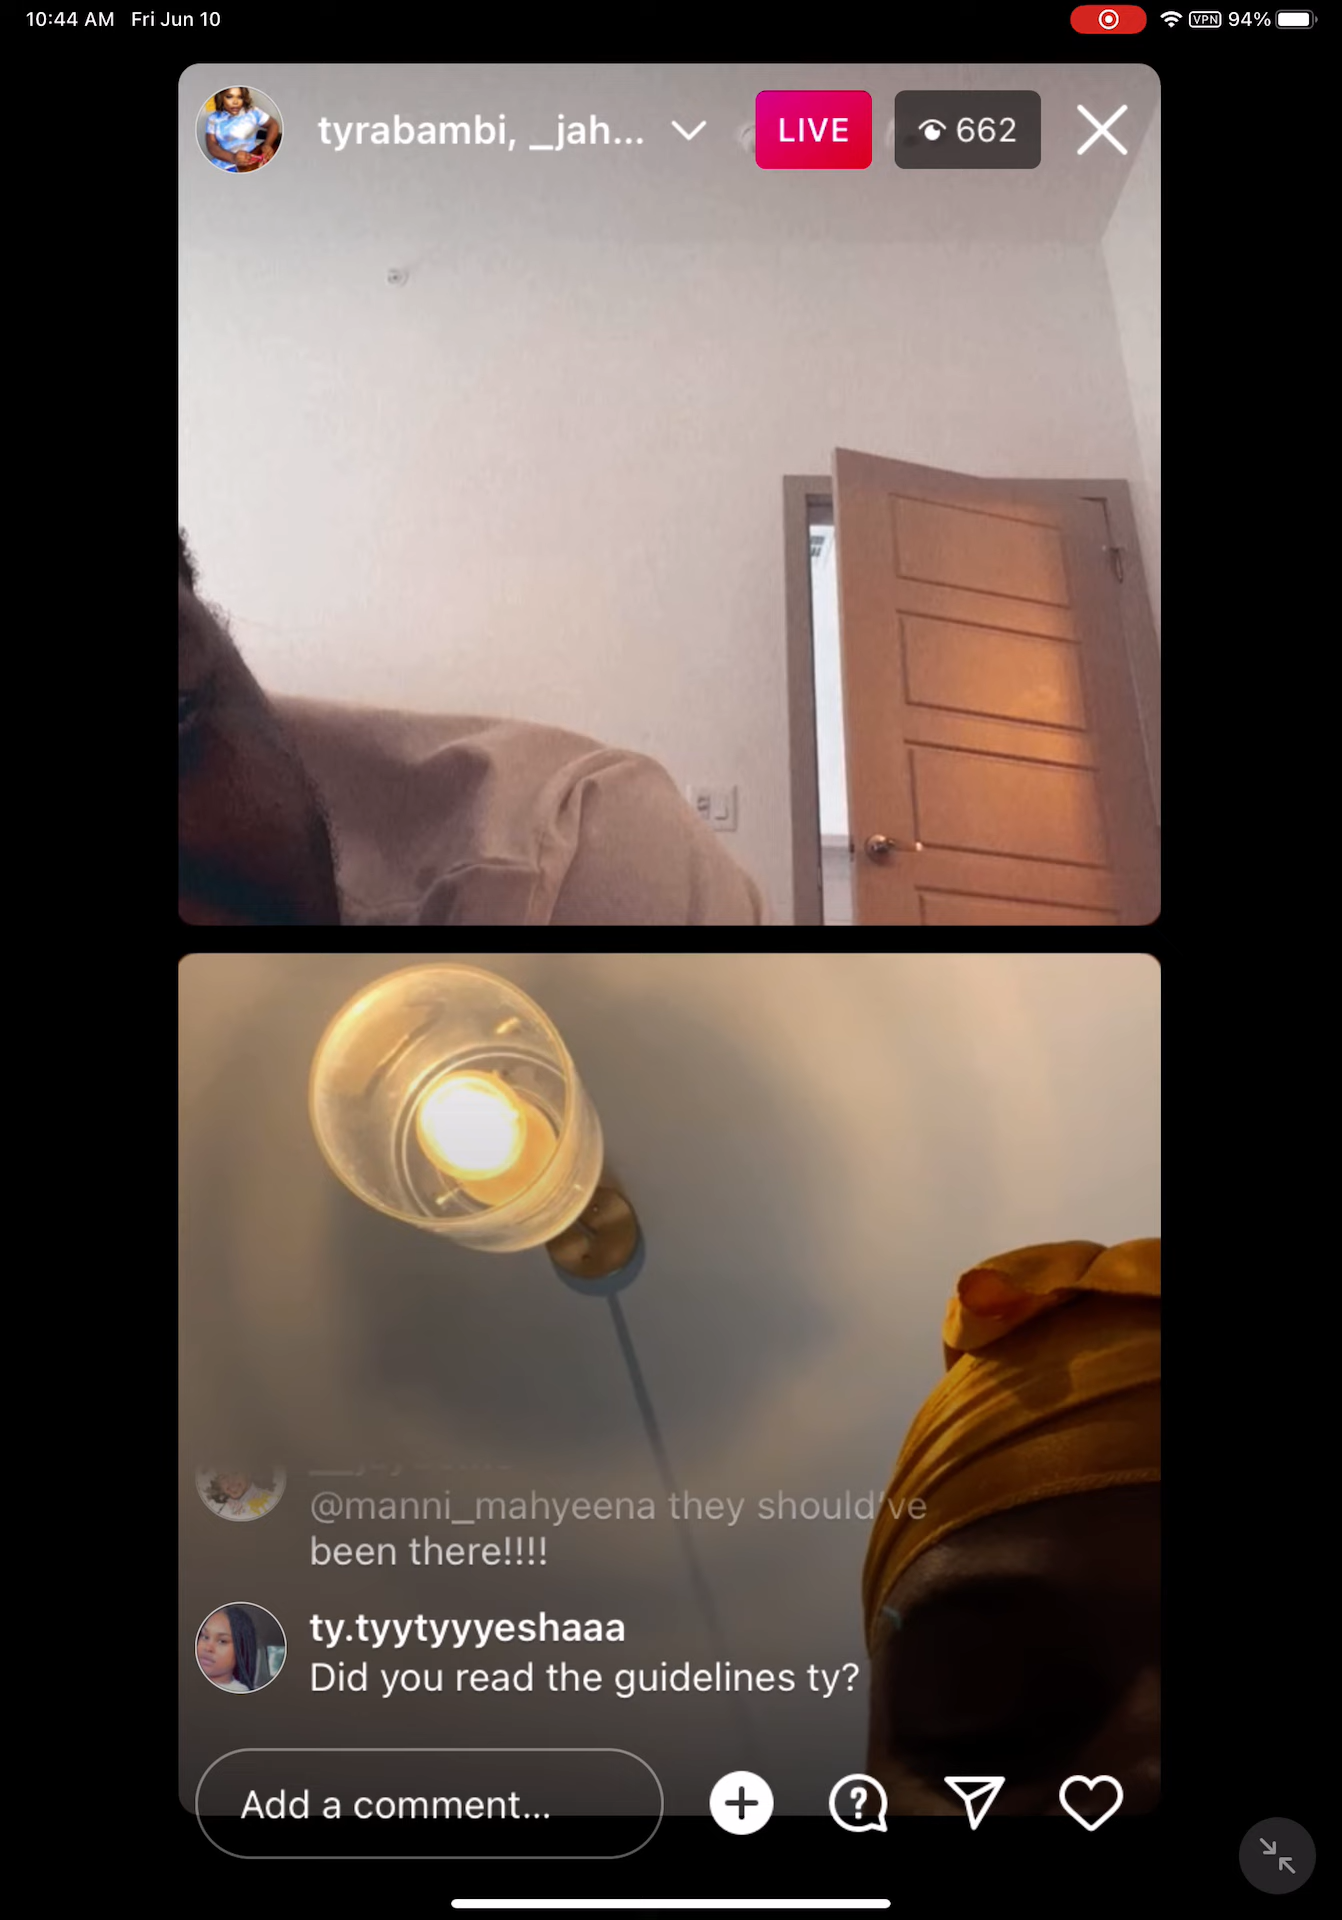 10:44 AM Fri Jun 10
VPN 94%
tyrabambi, _jah...
LIVE
662
@manni_mahyeena they should've
been there!!!!
ty.tyytyyyeshaaa
Did you read the guidelines ty?
Add a comment...